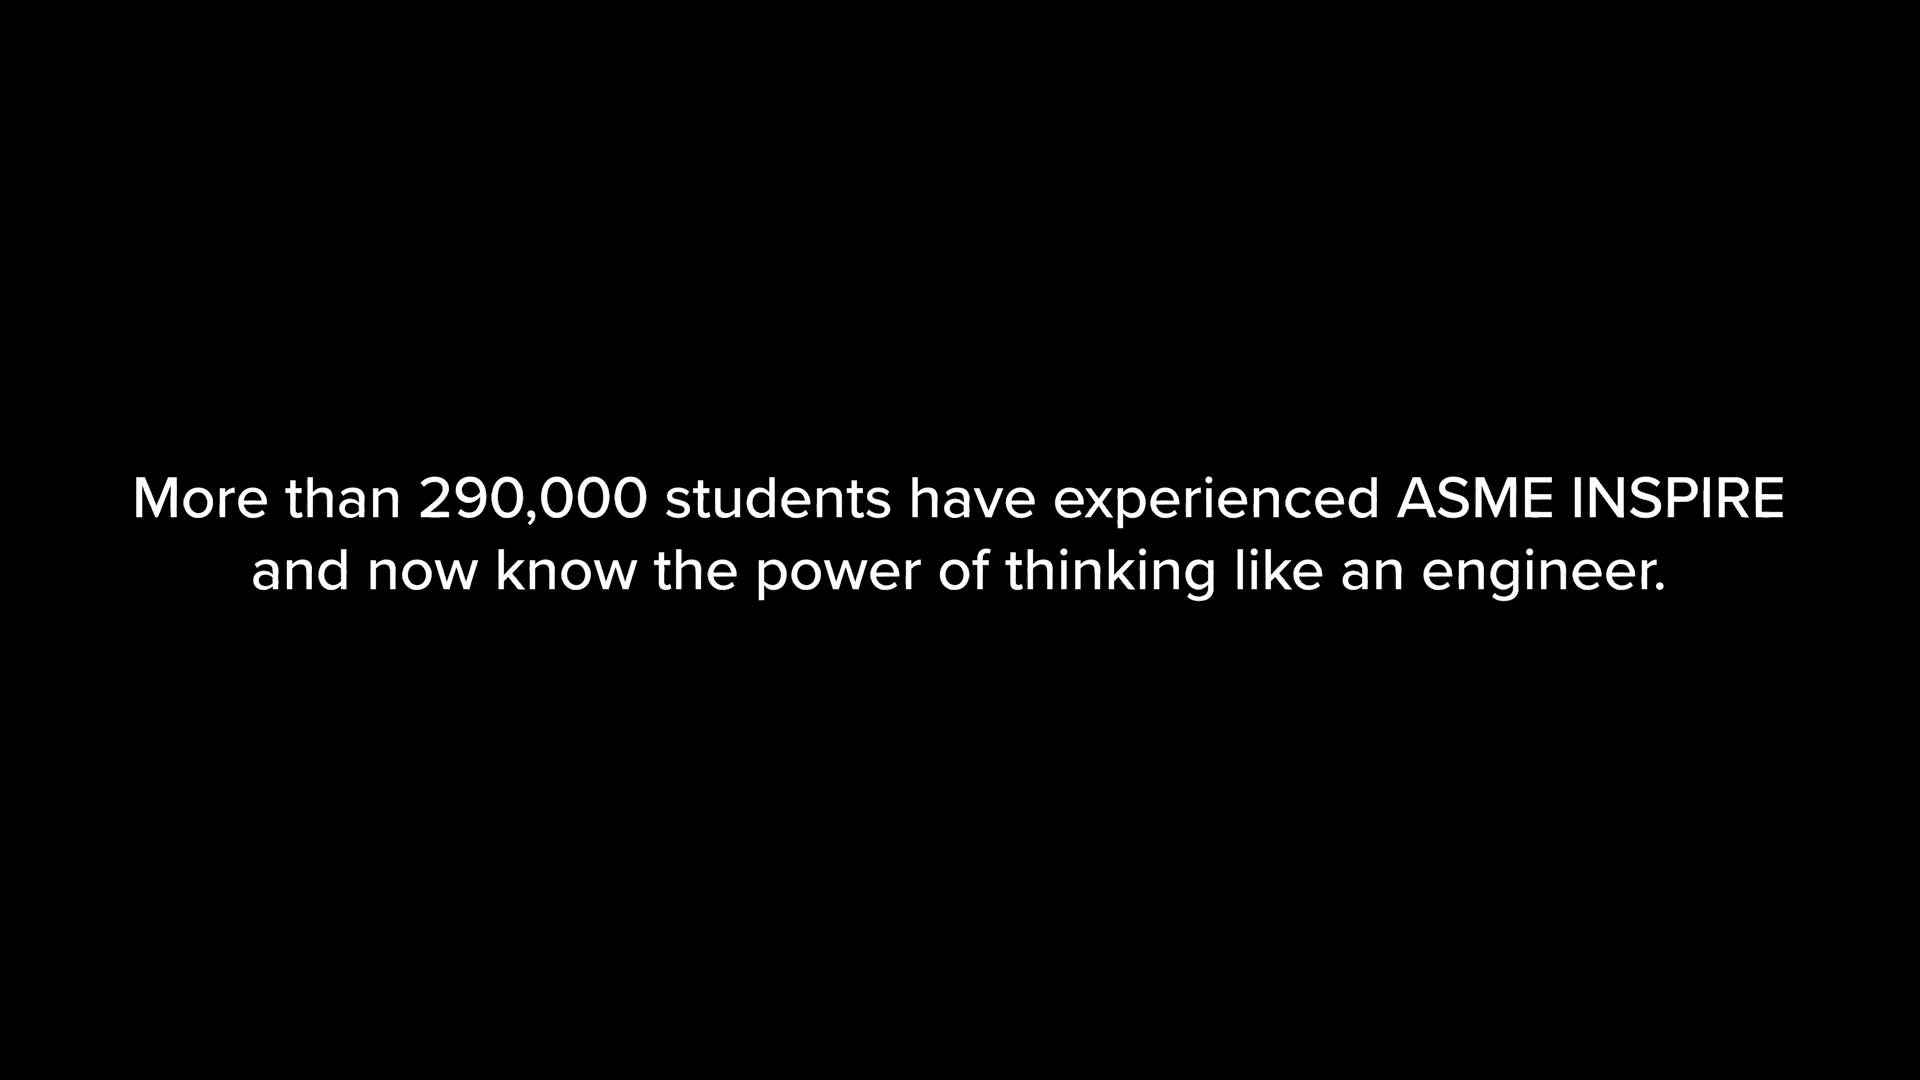 More than 290,000 students have experienced ASME INSPIRE
and now know the power of thinking like an engineer.